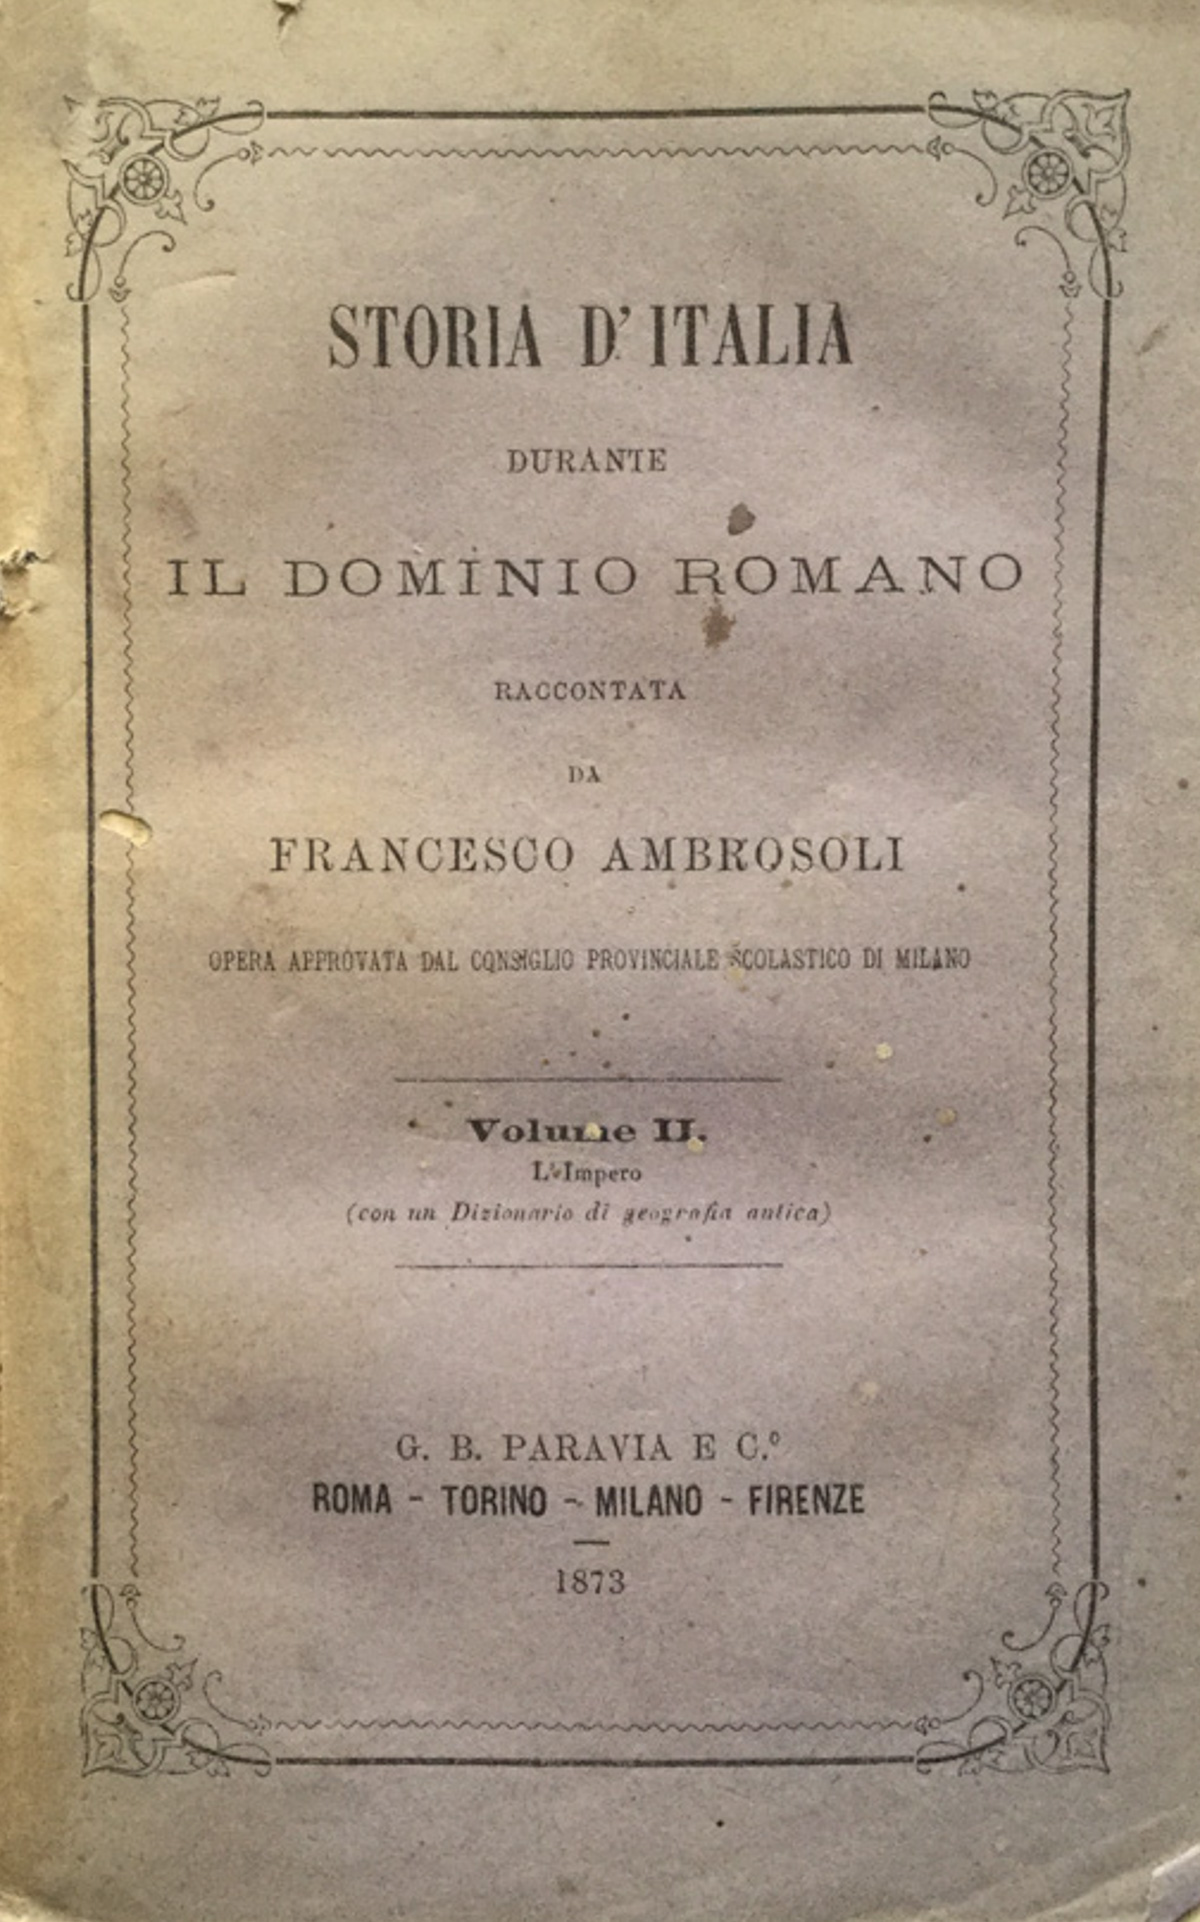 STORIA D'ITALIA
DURANTE
IL DOMINIO ROMANO
RACCONTATA
DA
FRANCESCO AMBROSOLI
OPERA APPROVATA DAL CONSIGLIO PROVINCIALE SCOLASTICO DI MILANO
Volume II.
L'Impero
(con un Dizionario di geografia antica)
G. B. PARAVIA E C.º
ROMA - TORINO - MILANO - FIRENZE
1873